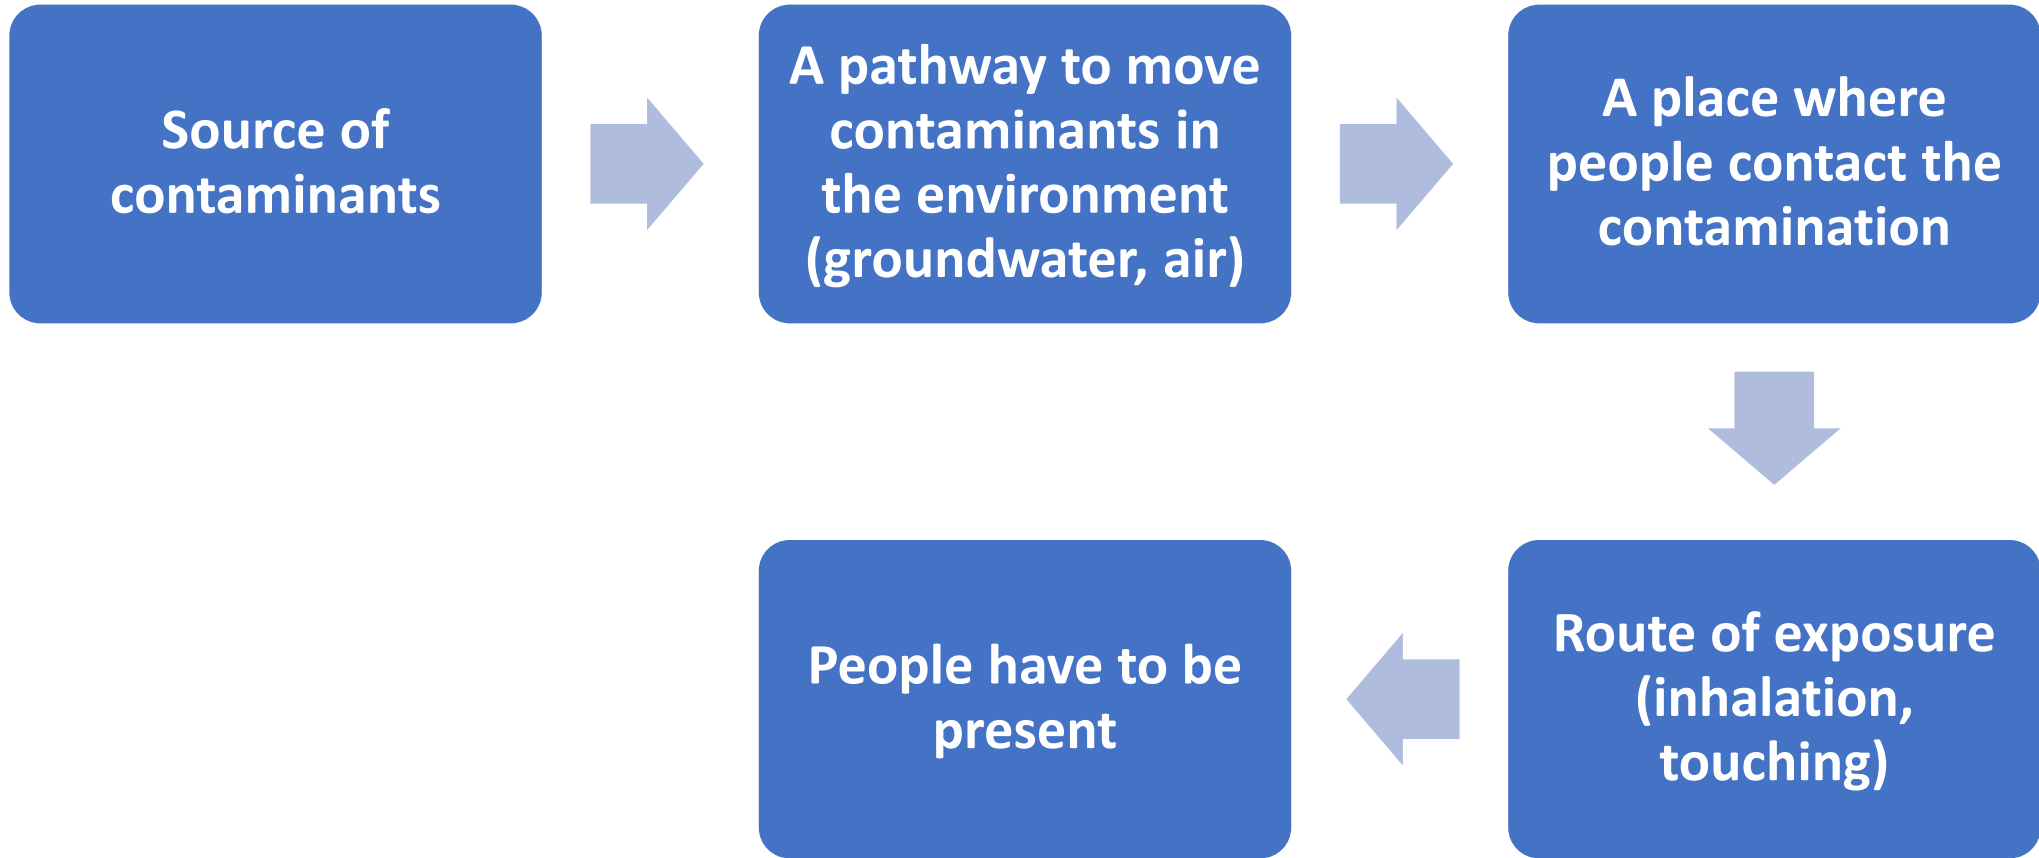 Source of
contaminants
A pathway to move
contaminants in
the environment
(groundwater, air)
A place where
people contact the
contamination
Route of exposure
(inhalation,
touching)
People have to be
present